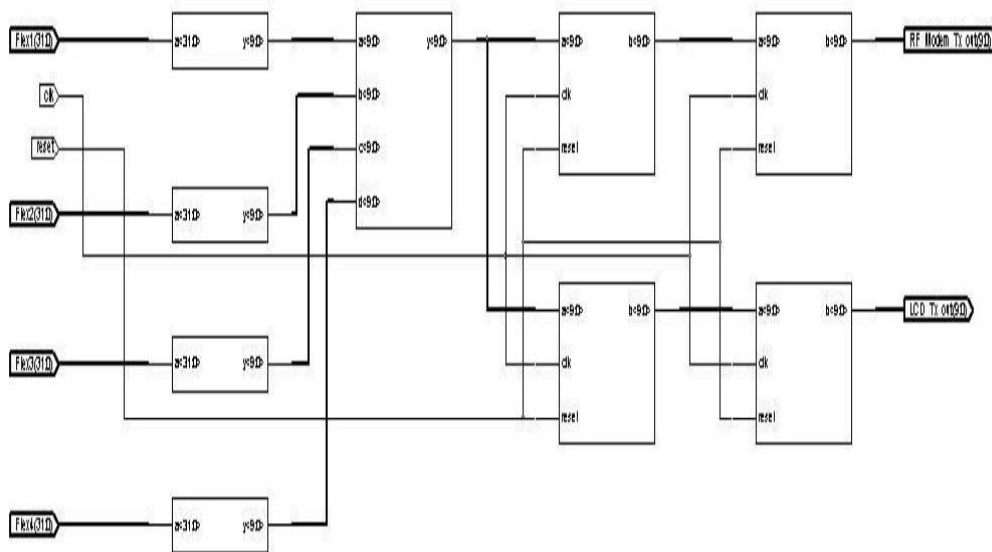 Flex1(31:0)
a<31:0>
y<9:0>
a<9:0>
y<9:0>
a<9:0>
b<9:0>
a<9:0>
b<9:0>
RF Modem Tx out(9:0)
clk
b<9:0>
clk
clk
reset
c<9:0>
reset
reset
Flex2(31:0)
a<31:0>
y<9:0>
d<9:0>
a<9:0>
b<9:0>
a<9:0>
b<9:0>
LCD Tx out(9:0)
Flex3(31:0)
a<31:0>
y<9:0>
clk
clk
reset
reset
Flex4(31:0)
a<31:0>
y<9:0>